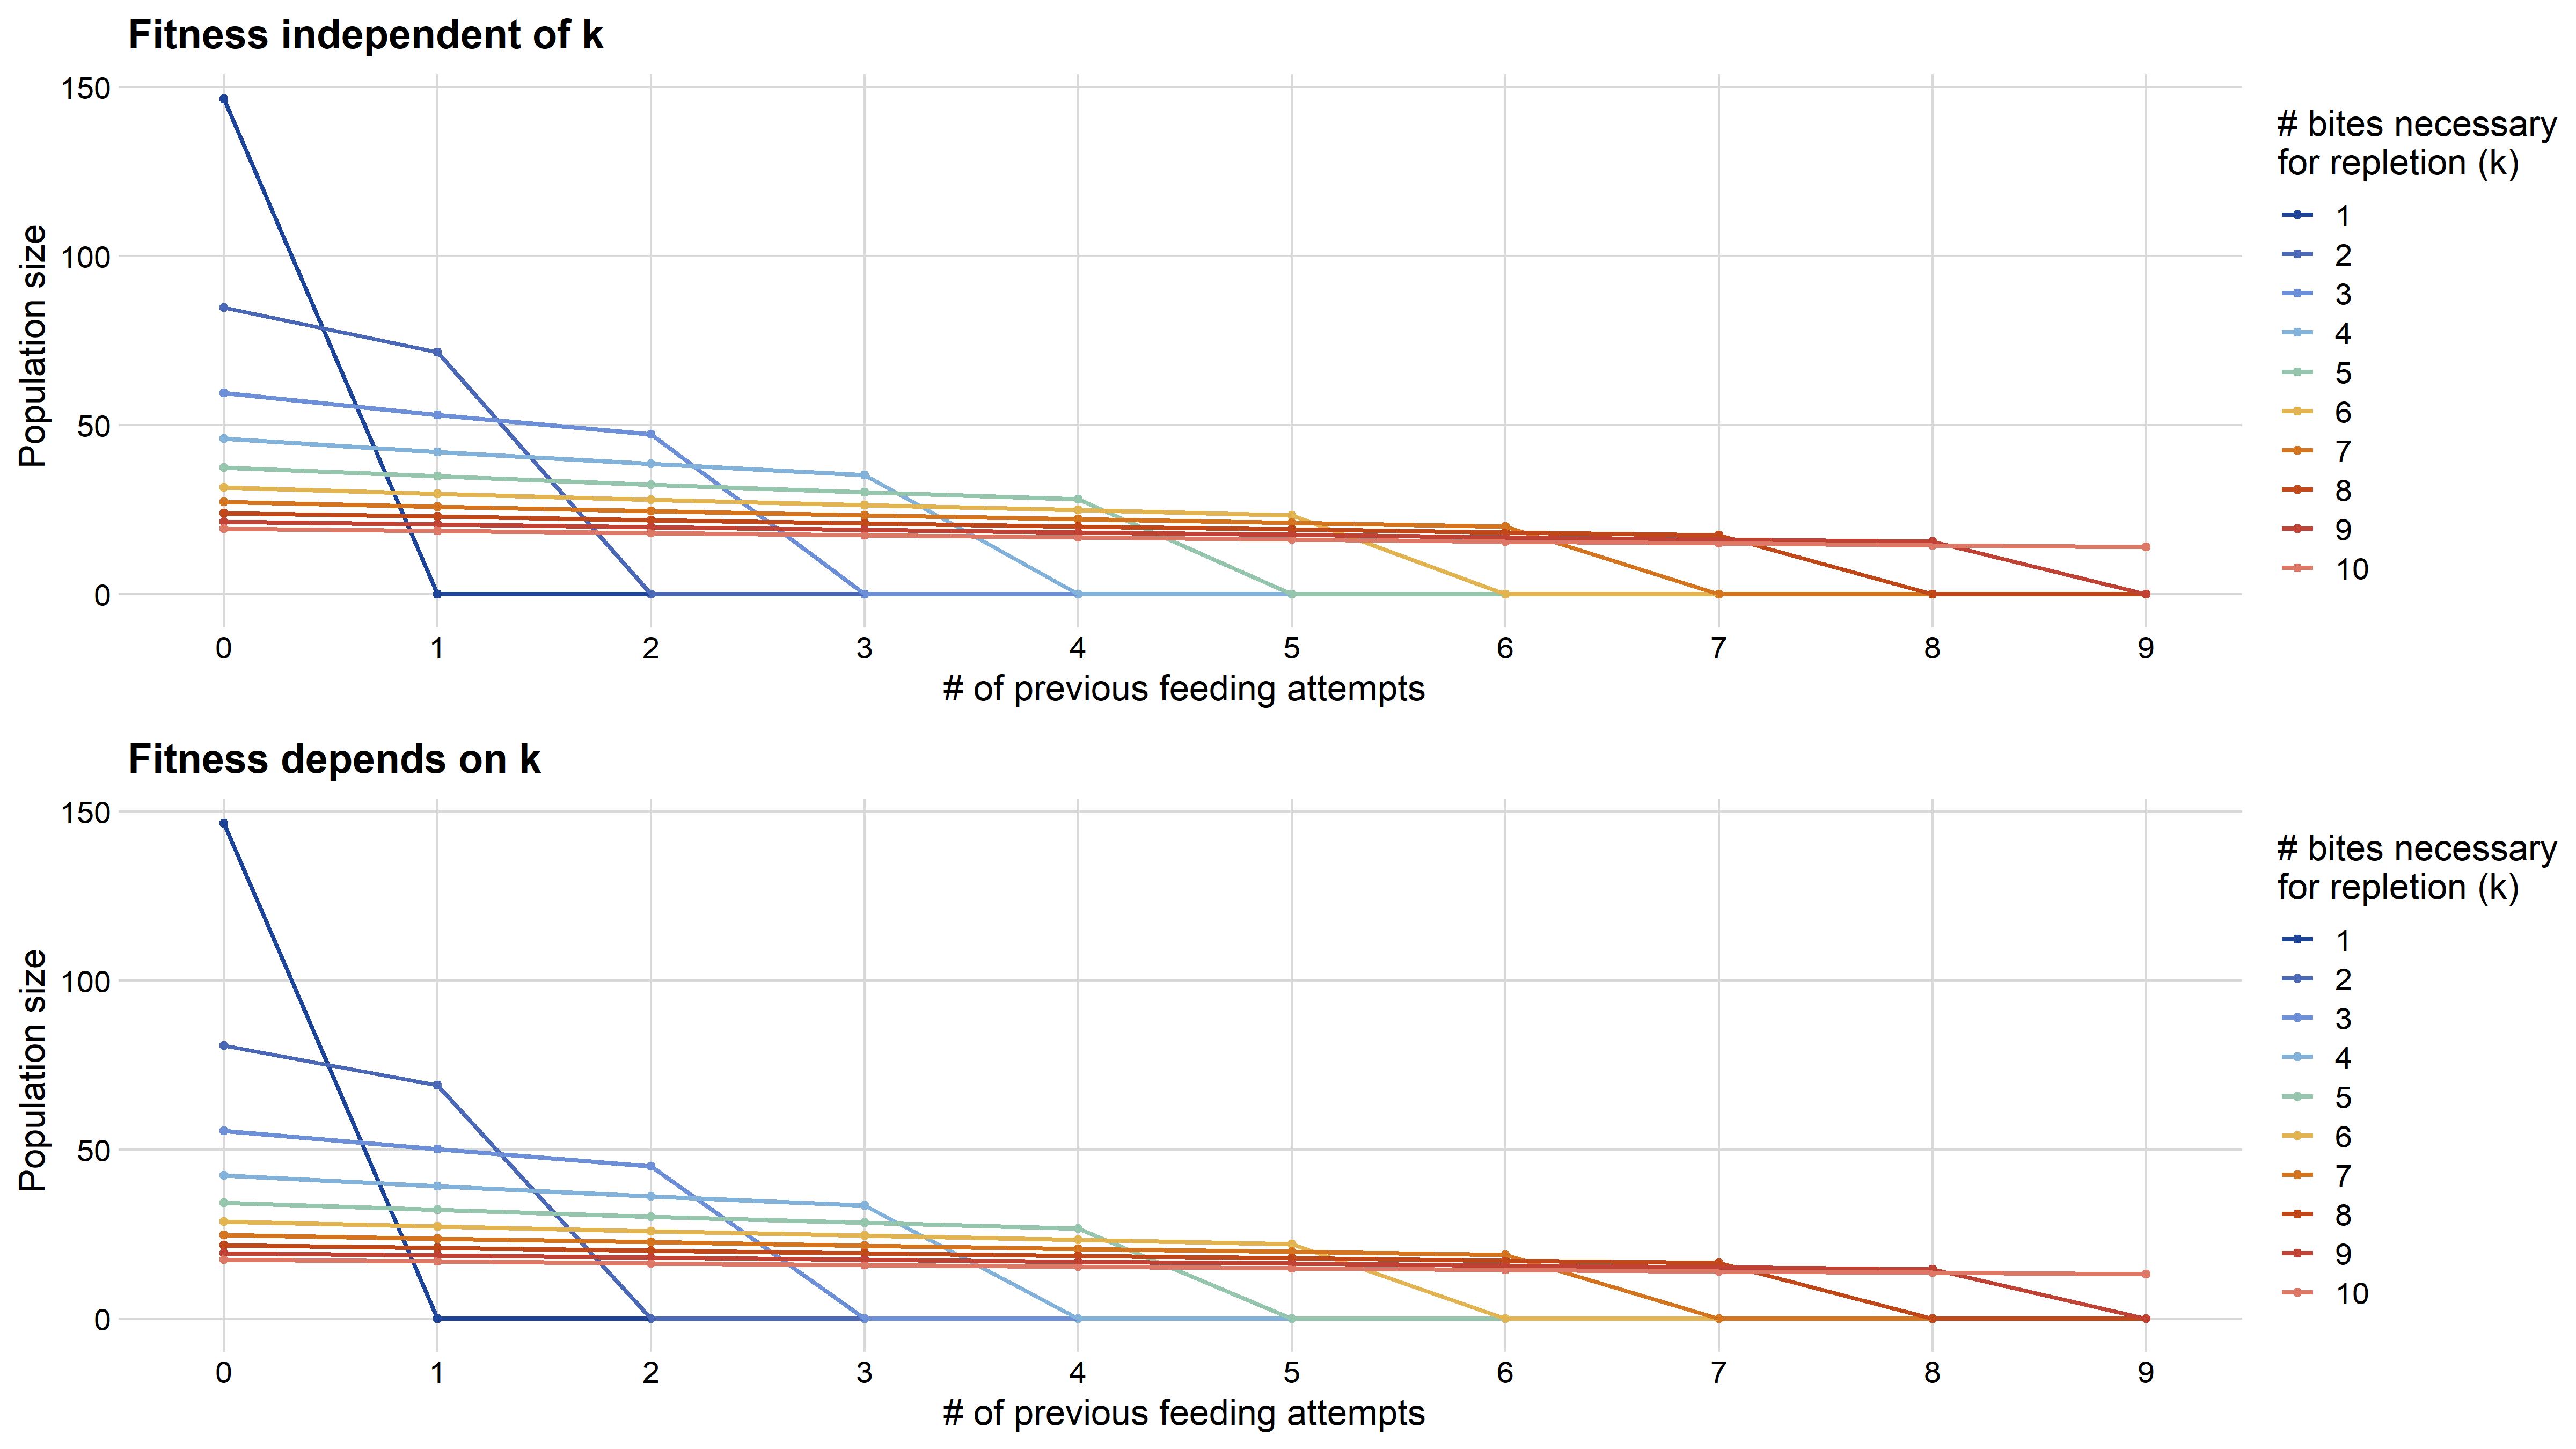 Fitness independent of k
150
100
50
0
Population size
0 1 2 3 4 5 6 7 8 9
# of previous feeding attempts
# bites necessary
for repletion (k)
1
2
3
4
5
6
7
8
9
10
Fitness depends on k
150
100
50
0
Population size
0 1 2 3 4 5 6 7 8 9
# of previous feeding attempts
# bites necessary
for repletion (k)
1
2
3
4
5
6
7
8
9
10